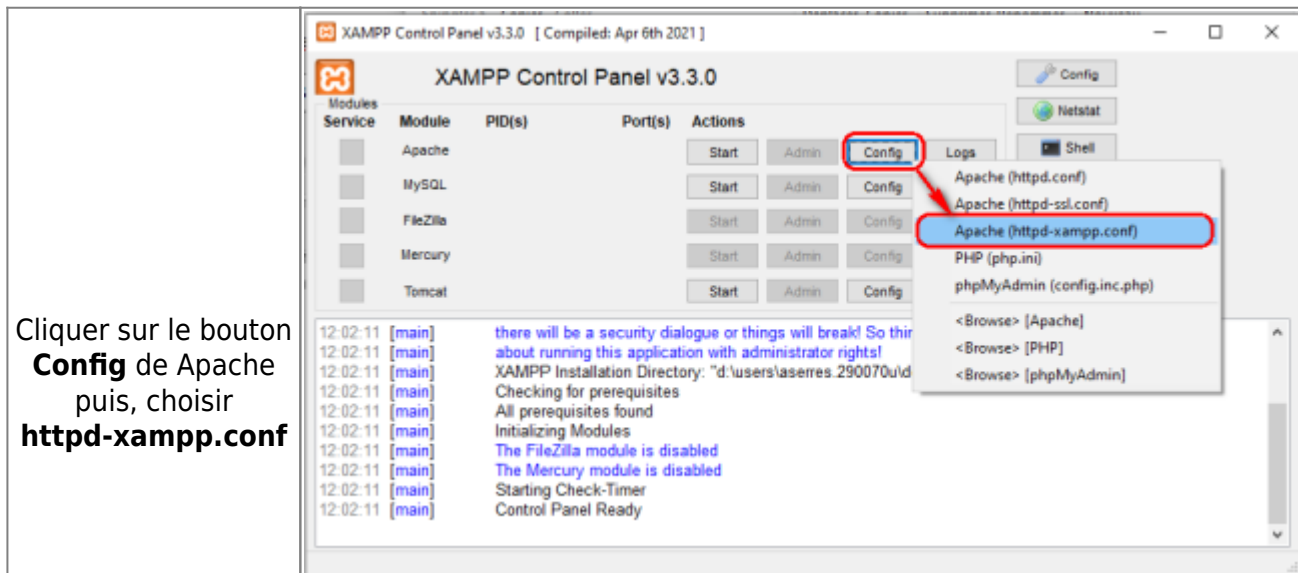 Cliquer sur le bouton
Config de Apache
puis, choisir
httpd-xampp.conf
XAMPP Control Panel v3.3.0 [ Compiled: Apr 6th 2021 ]
XAMPP Control Panel v3.3.0
Config
Modules
Service Module PID(s) Port(s) Actions
Netstat
Apache Start Admin Config Logs Shell
MySQL Start Admin Config
FileZilla Start Admin Config
Mercury Start Admin Config
Tomcat Start Admin Config
Apache (httpd.conf)
Apache (httpd-ssl.conf)
Apache (httpd-xampp.conf)
PHP (php.ini)
phpMyAdmin (config.inc.php)
<Browse> [Apache]
<Browse> [PHP]
<Browse> [phpMyAdmin]
12:02:11 [main] there will be a security dialogue or things will break! So thin
12:02:11 [main] about running this application with administrator rights!
12:02:11 [main] XAMPP Installation Directory: "d:\users\aserres.290070u\d
12:02:11 [main] Checking for prerequisites
12:02:11 [main] All prerequisites found
12:02:11 [main] Initializing Modules
12:02:11 [main] The FileZilla module is disabled
12:02:11 [main] The Mercury module is disabled
12:02:11 [main] Starting Check-Timer
12:02:11 [main] Control Panel Ready